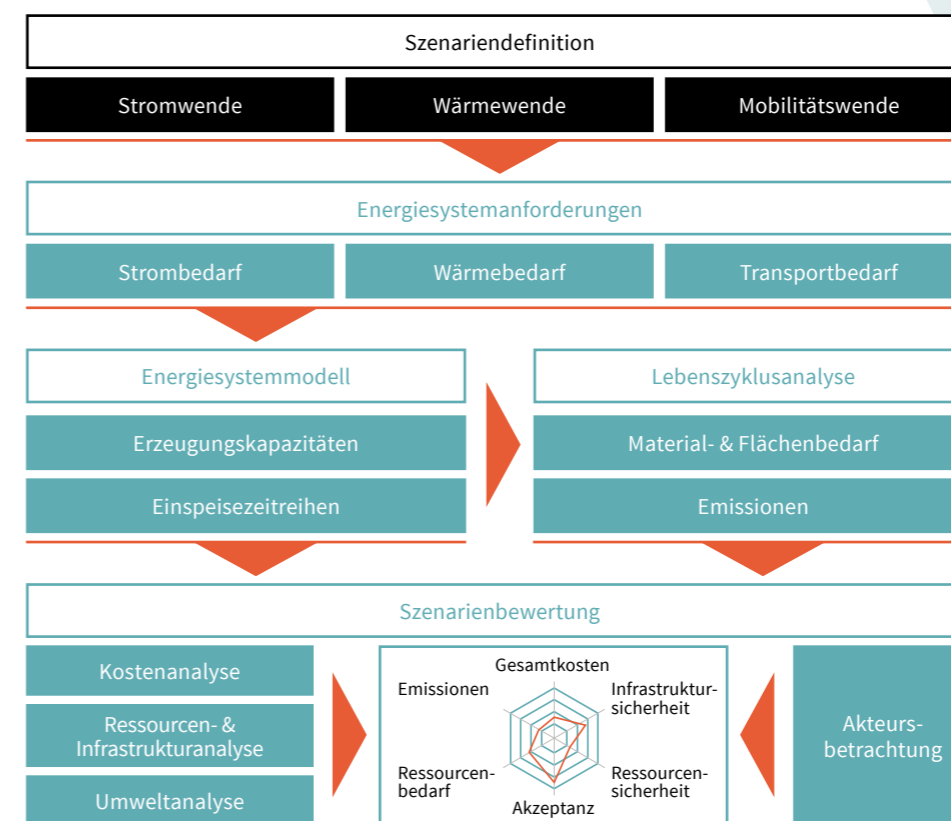 Szenariendefinition
Stromwende
Wärmewende
Mobilitätswende
Energiesystemanforderungen
Strombedarf
Wärmebedarf
Transportbedarf
Energiesystemmodell
Lebenszyklusanalyse
Erzeugungskapazitäten
Material- & Flächenbedarf
Einspeisezeitreihen
Emissionen
Szenarienbewertung
Kostenanalyse
Ressourcen- &
Infrastrukturanalyse
Umweltanalyse
Gesamtkosten
Emissionen
Infrastruktur-
sicherheit
Ressourcen-
bedarf
Ressourcen-
sicherheit
Akzeptanz
Akteurs-
betrachtung